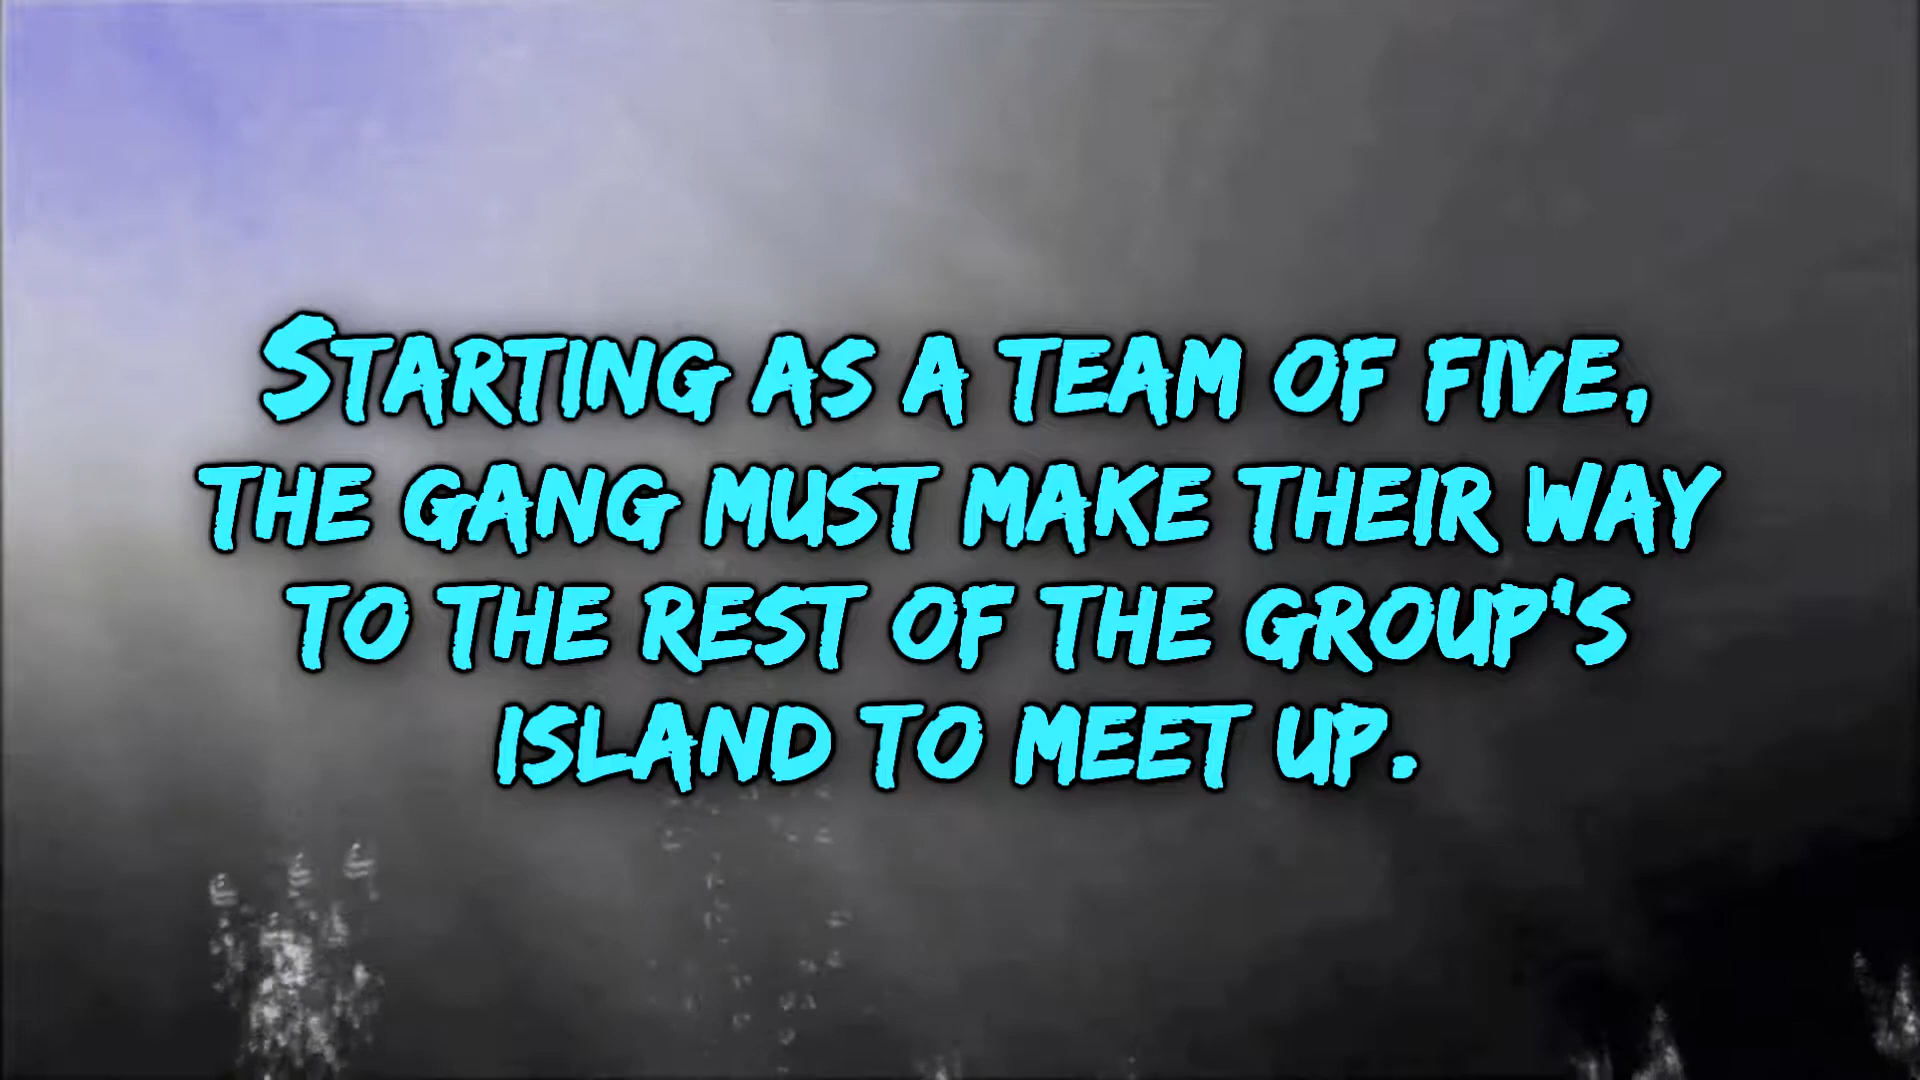 Starting as a team of five,
the gang must make their way
to the rest of the group's
island to meet up.